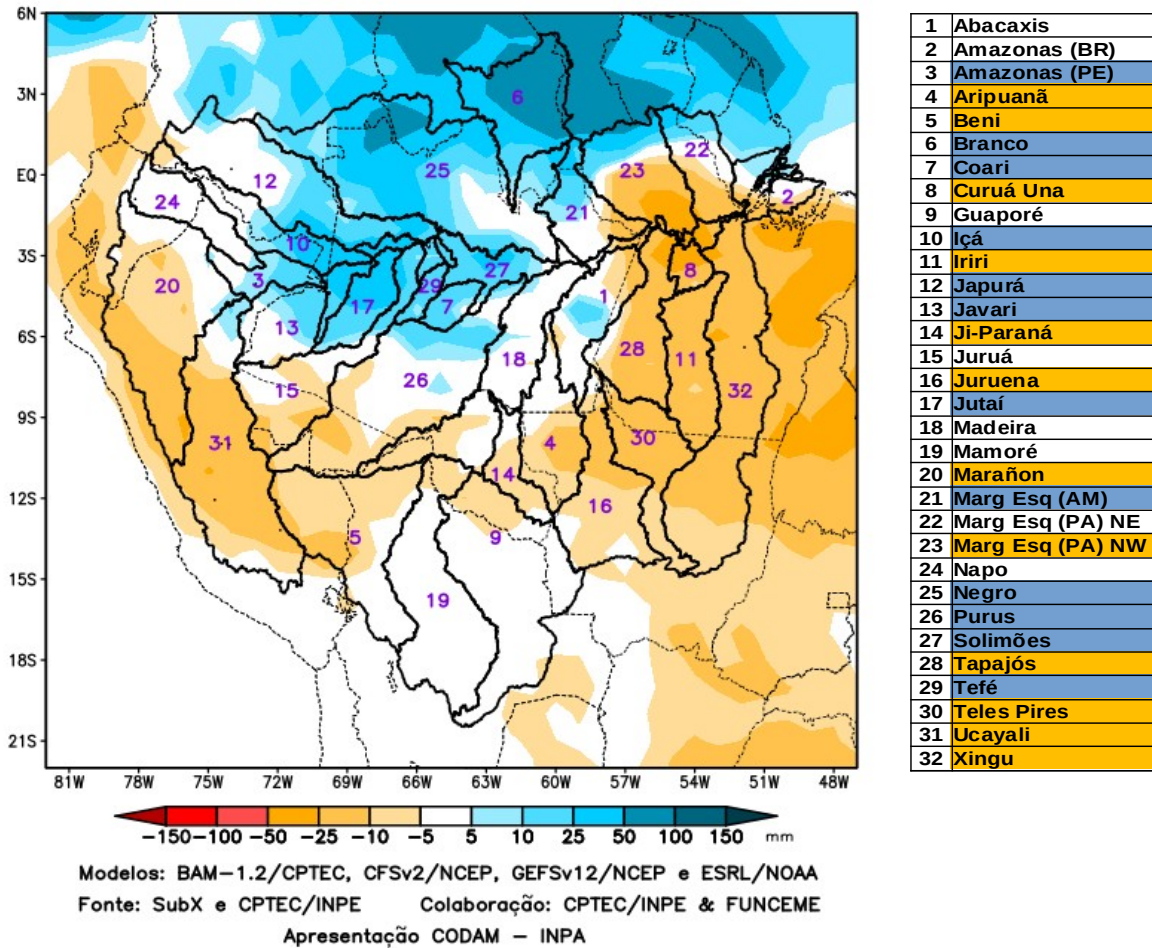 6N
3N
EQ
3S
6S
9S
12S
15S
18S
21S
81W 78W 75W 72W 69W 66W 63W 60W 57W 54W 51W 48W
6
22
25
23
12
2
24
21
10
27
8
3
20
29
7
17
1
13
28
18
11
15
26
32
31
4
30
14
16
5
9
19
−150 −100 −50 −25 −10 −5 5 10 25 50 100 150 mm
Modelos: BAM−1.2/CPTEC, CFSv2/NCEP, GEFSv12/NCEP e ESRL/NOAA
Fonte: SubX e CPTEC/INPE Colaboração: CPTEC/INPE & FUNCEME
Apresentação CODAM − INPA
1 Abacaxis
2 Amazonas (BR)
3 Amazonas (PE)
4 Aripuanã
5 Beni
6 Branco
7 Coari
8 Curuá Una
9 Guaporé
10 Içá
11 Iriri
12 Japurá
13 Javari
14 Ji-Paraná
15 Juruá
16 Juruena
17 Jutaí
18 Madeira
19 Mamoré
20 Marañon
21 Marg Esq (AM)
22 Marg Esq (PA) NE
23 Marg Esq (PA) NW
24 Napo
25 Negro
26 Purus
27 Solimões
28 Tapajós
29 Tefé
30 Teles Pires
31 Ucayali
32 Xingu